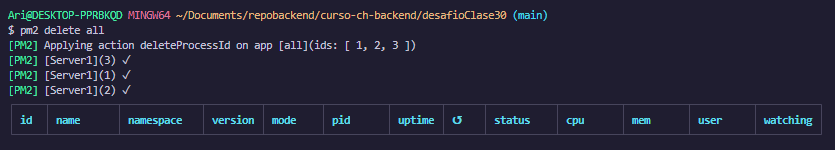 Ari@DESKTOP-PPRBKQD MINGW64 ~/Documents/repobackend/curso-ch-backend/desafioClase30 (main)
$ pm2 delete all
[PM2] Applying action deleteProcessId on app [all](ids: [ 1, 2, 3 ])
[PM2] [Server1](3) ✓
[PM2] [Server1](1) ✓
[PM2] [Server1](2) ✓
id name namespace version mode pid uptime ↺ status cpu mem user watching